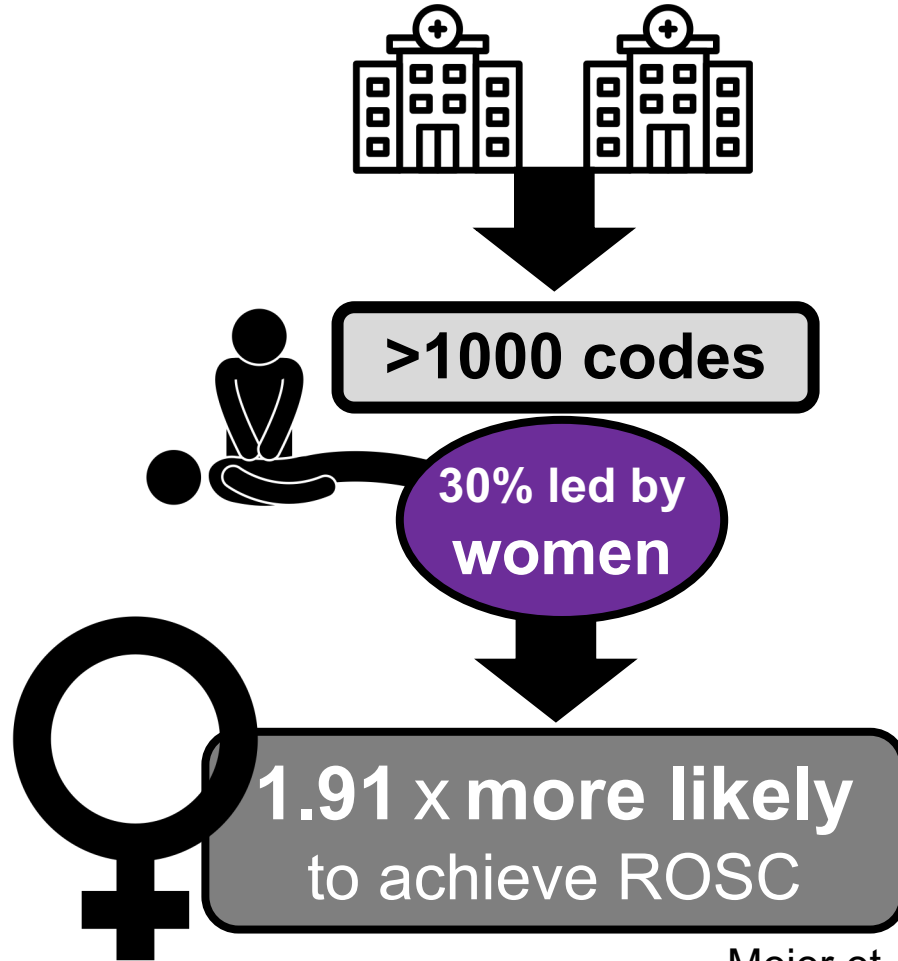 >1000 codes
30% led by
women
1.91 x more likely
to achieve ROSC